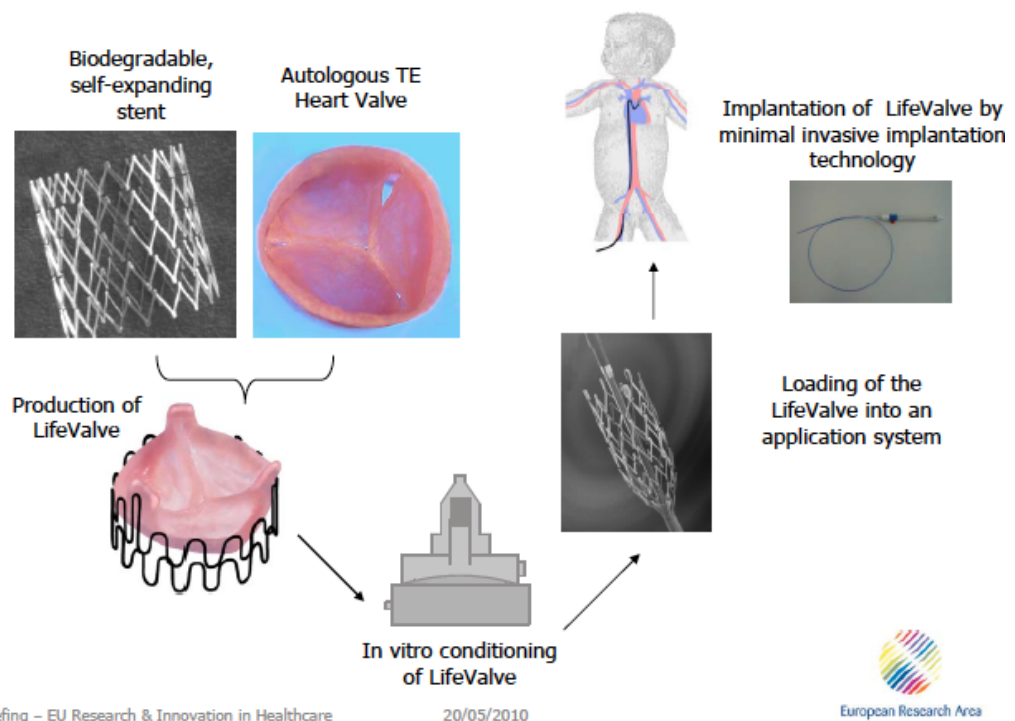 Biodegradable,
self-expanding
stent
Autologous TE
Heart Valve
Implantation of LifeValve by
minimal invasive implantation
technology
Production of
LifeValve
Loading of the
LifeValve into an
application system
In vitro conditioning
of LifeValve
– EU Research & Innovation in Healthcare
20/05/2010
European Research Area